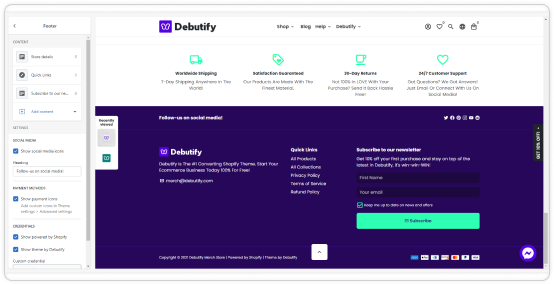 Footer
CONTENT
Store details
Quick Links
Subscribe to our ne...
Add content
SETTINGS
SOCIAL MEDIA
Show social media icons
Heading
Follow-us on social media!
PAYMENT METHODS
Show payment icons
Add custom icons in Theme
settings / Advanced settings
CREDENTIALS
Show powered by Shopify
Show theme by Debutify
Custom credential
Debutify
Shop
Blog
Help
Debutify
Worldwide Shipping
7-Day Shipping Anywhere In The
World!
Satisfaction Guaranteed
Our Products Are Made With The
Finest Material.
30-Day Returns
Not 100% In LOVE With Your
Purchase? Send It Back Hassle
Free!
24/7 Customer Support
Got Questions? We Got Answers!
Just Email Or Connect With Us On
Social Media!
Recently
viewed
Follow-us on social media!
GET 10% OFF!
Debutify
Debutify is The #1 Converting Shopify Theme. Start Your
Ecommerce Business Today 100% For Free!
merch@debutify.com
Quick Links
All Products
All Collections
Privacy Policy
Terms of Service
Refund Policy
Subscribe to our newsletter
Get 10% off your first purchase and stay on top of the
latest in Debutify. It's win-win-WIN!
First Name
Your email
Keep me up to date on news and offers
Subscribe
Copyright © 2021 Debutify Merch Store | Powered by Shopify | Theme by Debutify